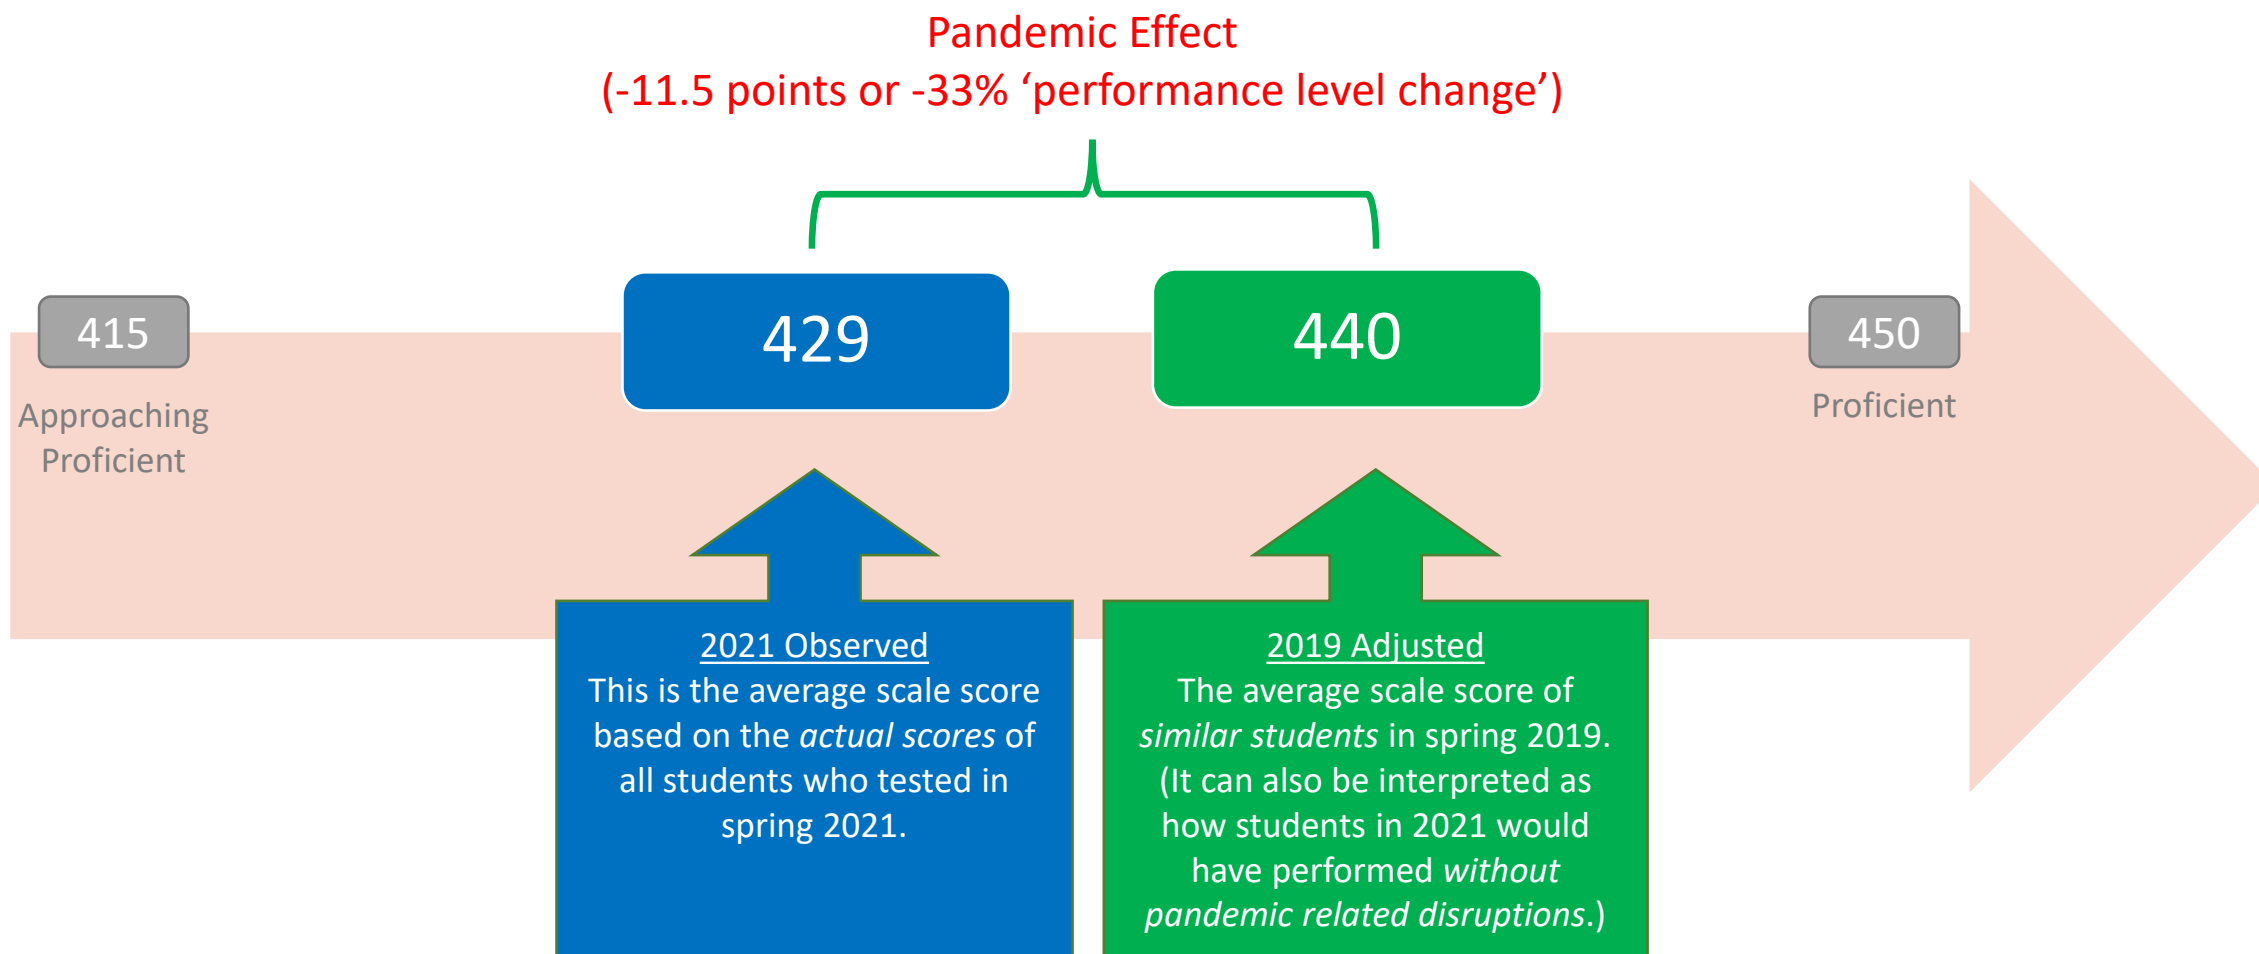 Pandemic Effect
(-11.5 points or -33% ‘performance level change’)
415
429
440
450
Approaching
Proficient
Proficient
2021 Observed
This is the average scale score
based on the actual scores of
all students who tested in
spring 2021.
2019 Adjusted
The average scale score of
similar students in spring 2019.
(It can also be interpreted as
how students in 2021 would
have performed without
pandemic related disruptions.)